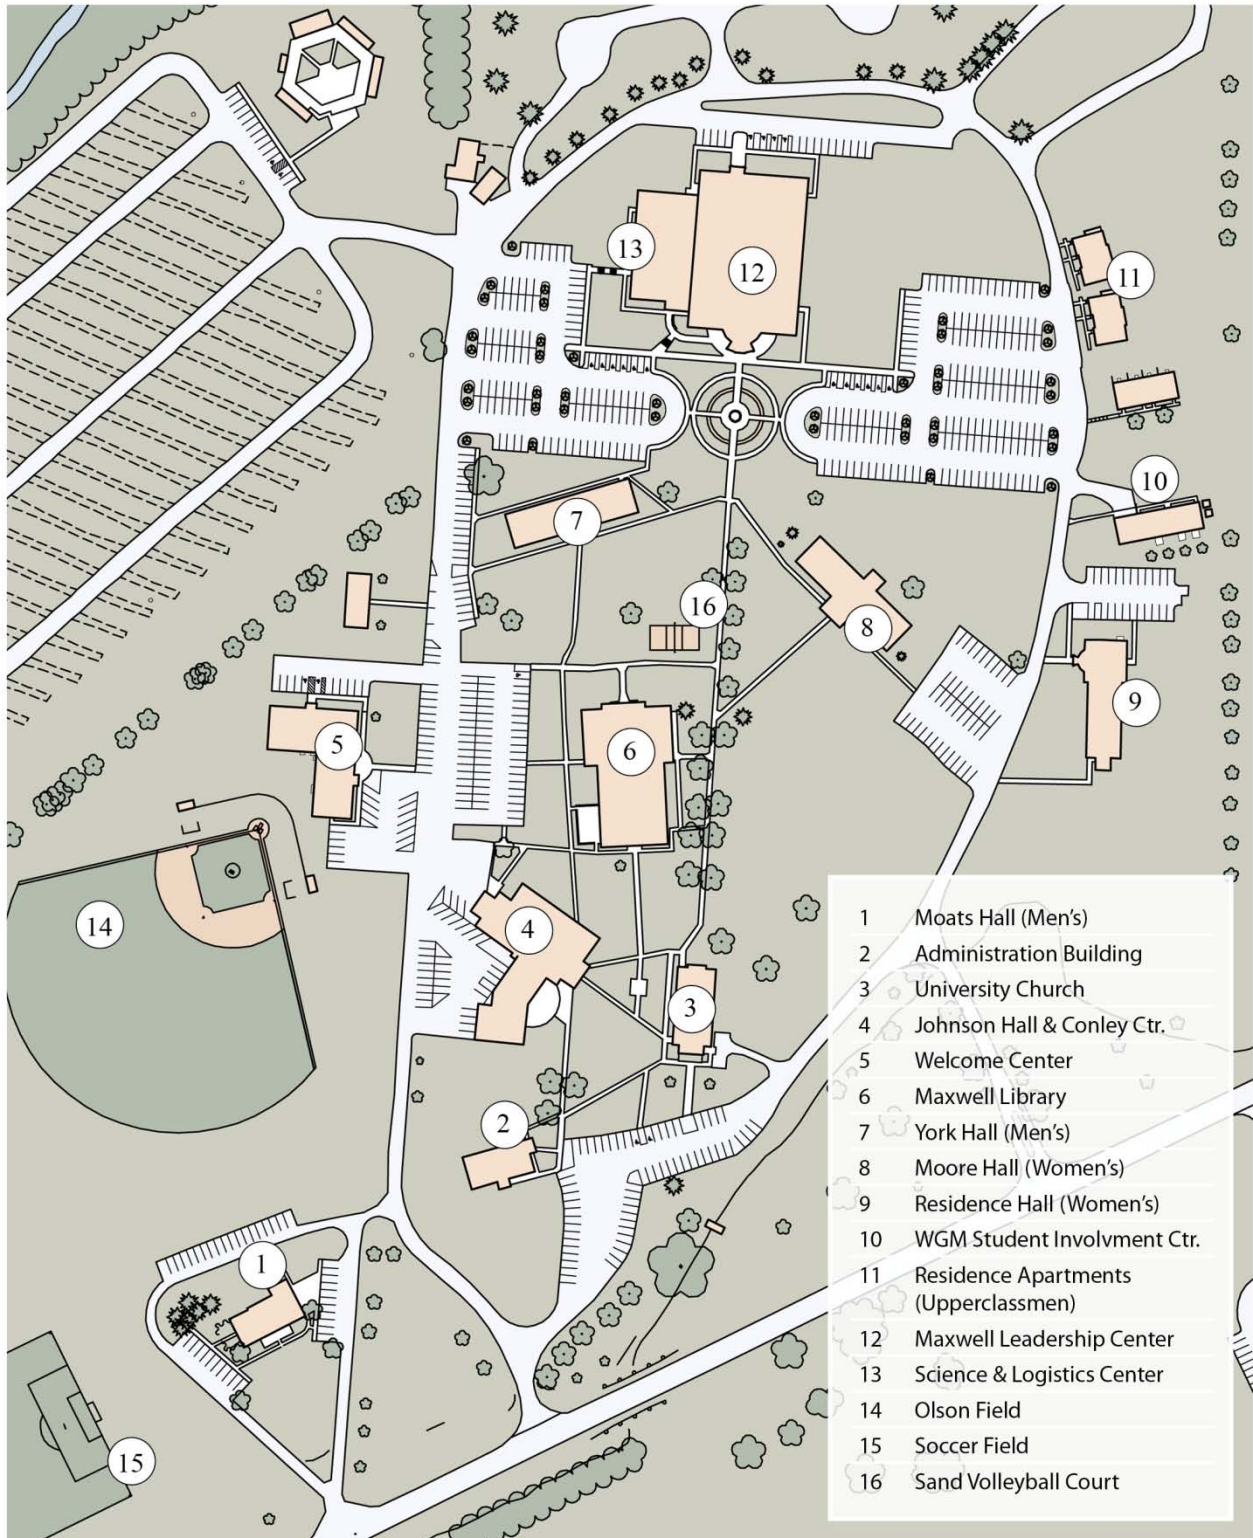 13
12
11
10
7
16
8
9
5
6
14
4
3
2
1
15
1 Moats Hall (Men's)
2 Administration Building
3 University Church
4 Johnson Hall & Conley Ctr.
5 Welcome Center
6 Maxwell Library
7 York Hall (Men's)
8 Moore Hall (Women's)
9 Residence Hall (Women's)
10 WGM Student Involvment Ctr.
11 Residence Apartments
(Upperclassmen)
12 Maxwell Leadership Center
13 Science & Logistics Center
14 Olson Field
15 Soccer Field
16 Sand Volleyball Court